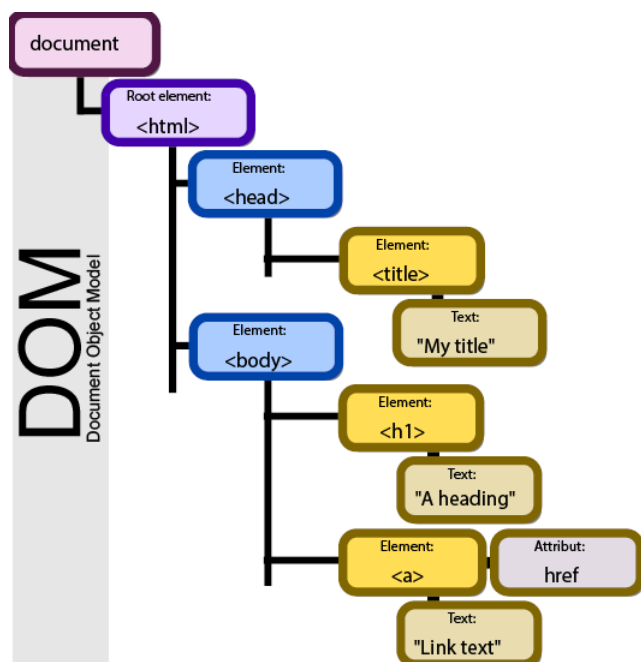 document
Root element:
<html>
Element:
<head>
Element:
<title>
Text:
"My title"
Element:
<body>
Element:
<h1>
Text:
"A heading"
Element:
<a>
Attribut:
href
Text:
"Link text"
DOM
Document Object Model